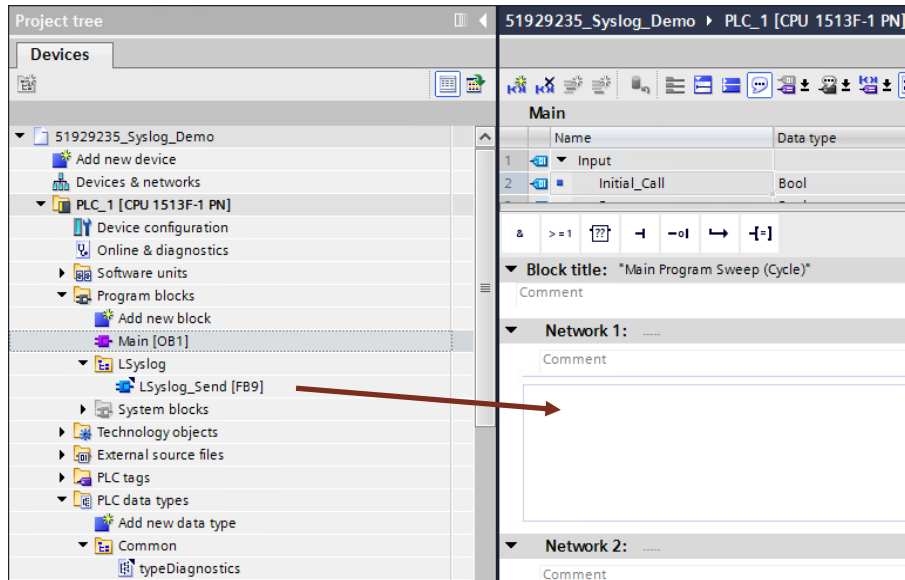 Project tree
Devices
51929235_Syslog_Demo
Add new device
Devices & networks
PLC_1 [CPU 1513F-1 PN]
Device configuration
Online & diagnostics
Software units
Program blocks
Add new block
Main [OB1]
LSyslog
LSyslog_Send [FB9]
System blocks
Technology objects
External source files
PLC tags
PLC data types
Add new data type
Common
typeDiagnostics
51929235_Syslog_Demo PLC_1 [CPU 1513F-1 PN]
Main
Name Data type
1 Input
2 Initial_Call Bool
& >=1 ??
Block title: "Main Program Sweep (Cycle)"
Comment
Network 1: .....
Comment
Network 2: .....
Comment